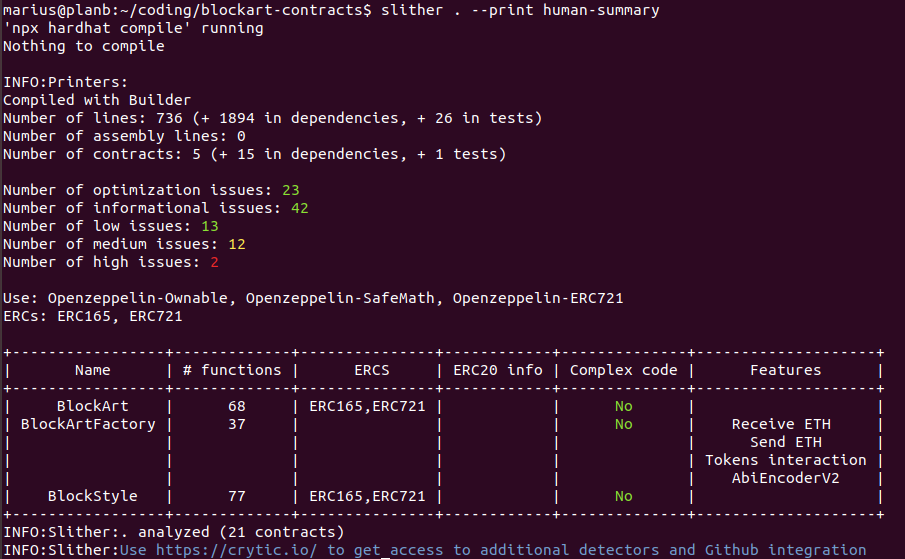 marius@planb:~/coding/blockart-contracts$ slither . --print human-summary
'npx hardhat compile' running
Nothing to compile
INFO:Printers:
Compiled with Builder
Number of lines: 736 (+ 1894 in dependencies, + 26 in tests)
Number of assembly lines: 0
Number of contracts: 5 (+ 15 in dependencies, + 1 tests)
Number of optimization issues: 23
Number of informational issues: 42
Number of low issues: 13
Number of medium issues: 12
Number of high issues: 2
Use: Openzeppelin-Ownable, Openzeppelin-SafeMath, Openzeppelin-ERC721
ERCs: ERC165, ERC721
+-----------------+-------------+---------------+------------+--------------+--------------------+
|       Name      | # functions |      ERCS     | ERC20 info | Complex code |      Features      |
+-----------------+-------------+---------------+------------+--------------+--------------------+
|     BlockArt    |      68     | ERC165,ERC721 |            |      No      |                    |
| BlockArtFactory |      37     |               |            |      No      |    Receive ETH     |
|                 |             |               |            |              |      Send ETH      |
|                 |             |               |            |              | Tokens interaction |
|                 |             |               |            |              |    AbiEncoderV2    |
|    BlockStyle   |      77     | ERC165,ERC721 |            |      No      |                    |
+-----------------+-------------+---------------+------------+--------------+--------------------+
INFO:Slither:. analyzed (21 contracts)
INFO:Slither:Use https://crytic.io/ to get access to additional detectors and Github integration